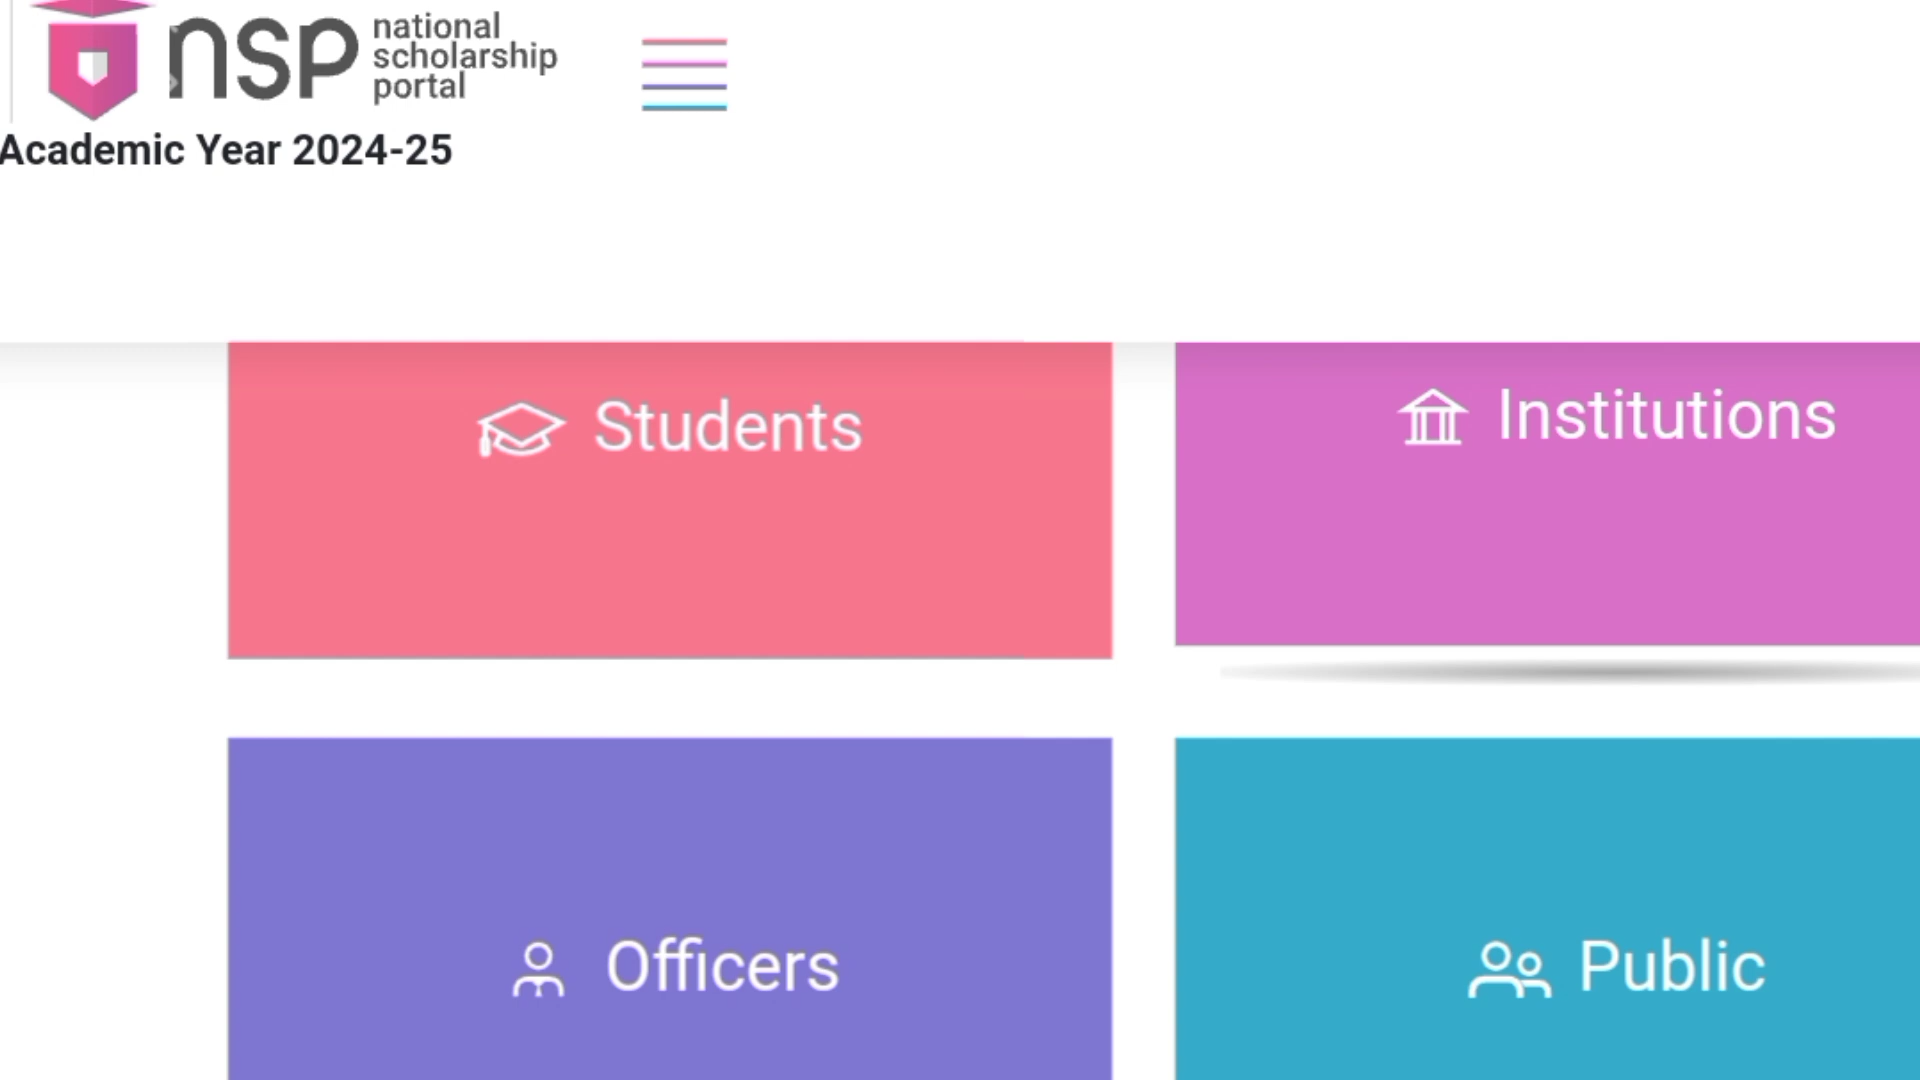 nsp
national
scholarship
portal
Academic Year 2024-25
Students
Institutions
Officers
Public